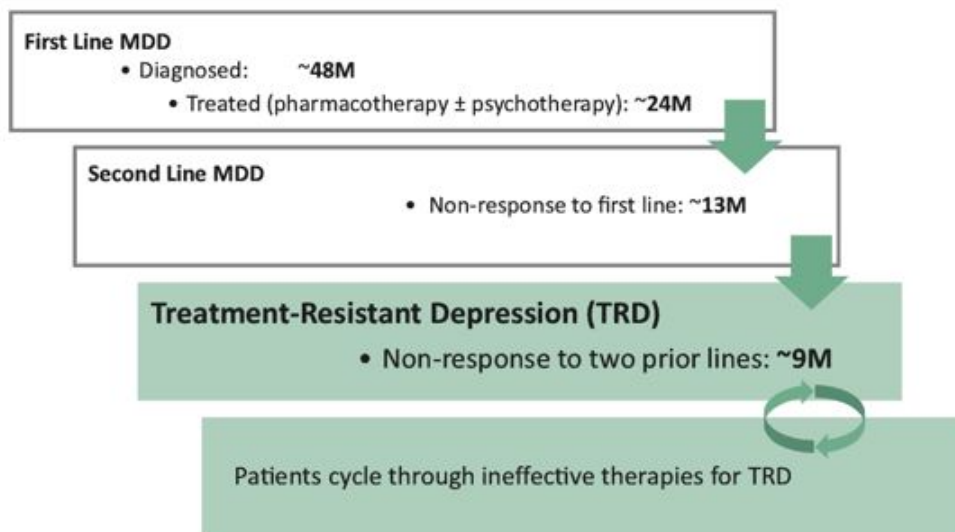 First Line MDD
• Diagnosed: ~48M
• Treated (pharmacotherapy ± psychotherapy): ~24M
Second Line MDD
• Non-response to first line: ~13M
Treatment-Resistant Depression (TRD)
• Non-response to two prior lines: ~9M
Patients cycle through ineffective therapies for TRD